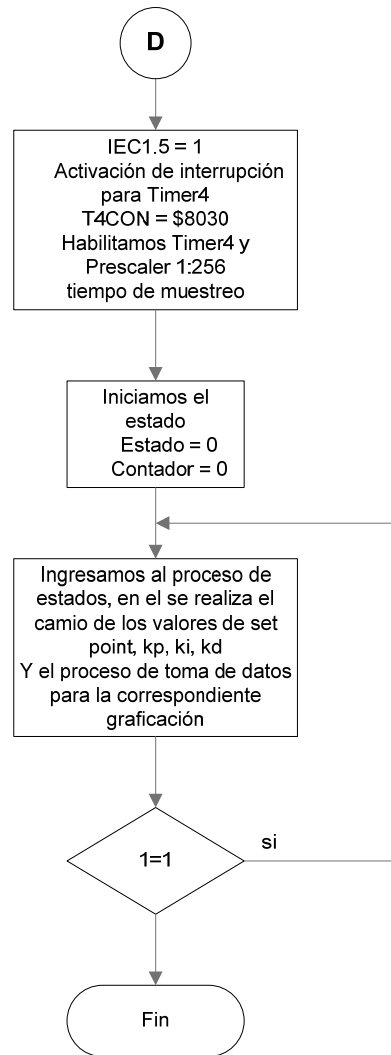 D
IEC1.5 = 1
Activación de interrupción
para Timer4
T4CON = $8030
Habilitamos Timer4 y
Prescaler 1:256
tiempo de muestreo
Iniciamos el
estado
Estado = 0
Contador = 0
Ingresamos al proceso de
estados, en el se realiza el
camio de los valores de set
point, kp, ki, kd
Y el proceso de toma de datos
para la correspondiente
graficación
1=1
si
Fin